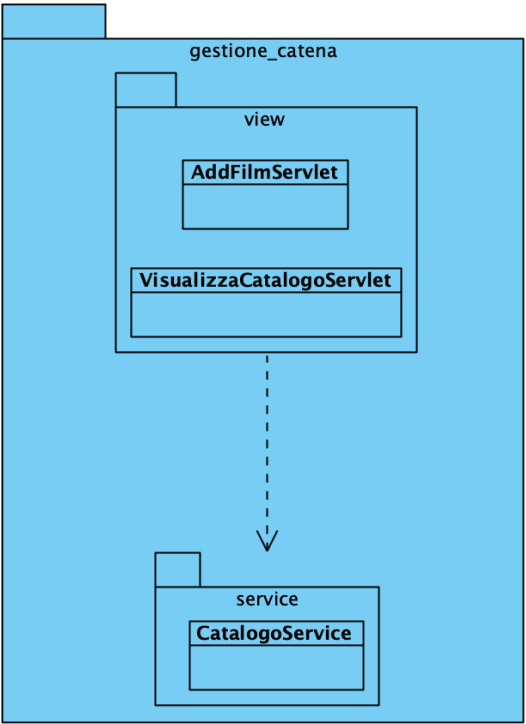 gestione_catena
view
AddFilmServlet
VisualizzaCatalogoServlet
service
CatalogoService